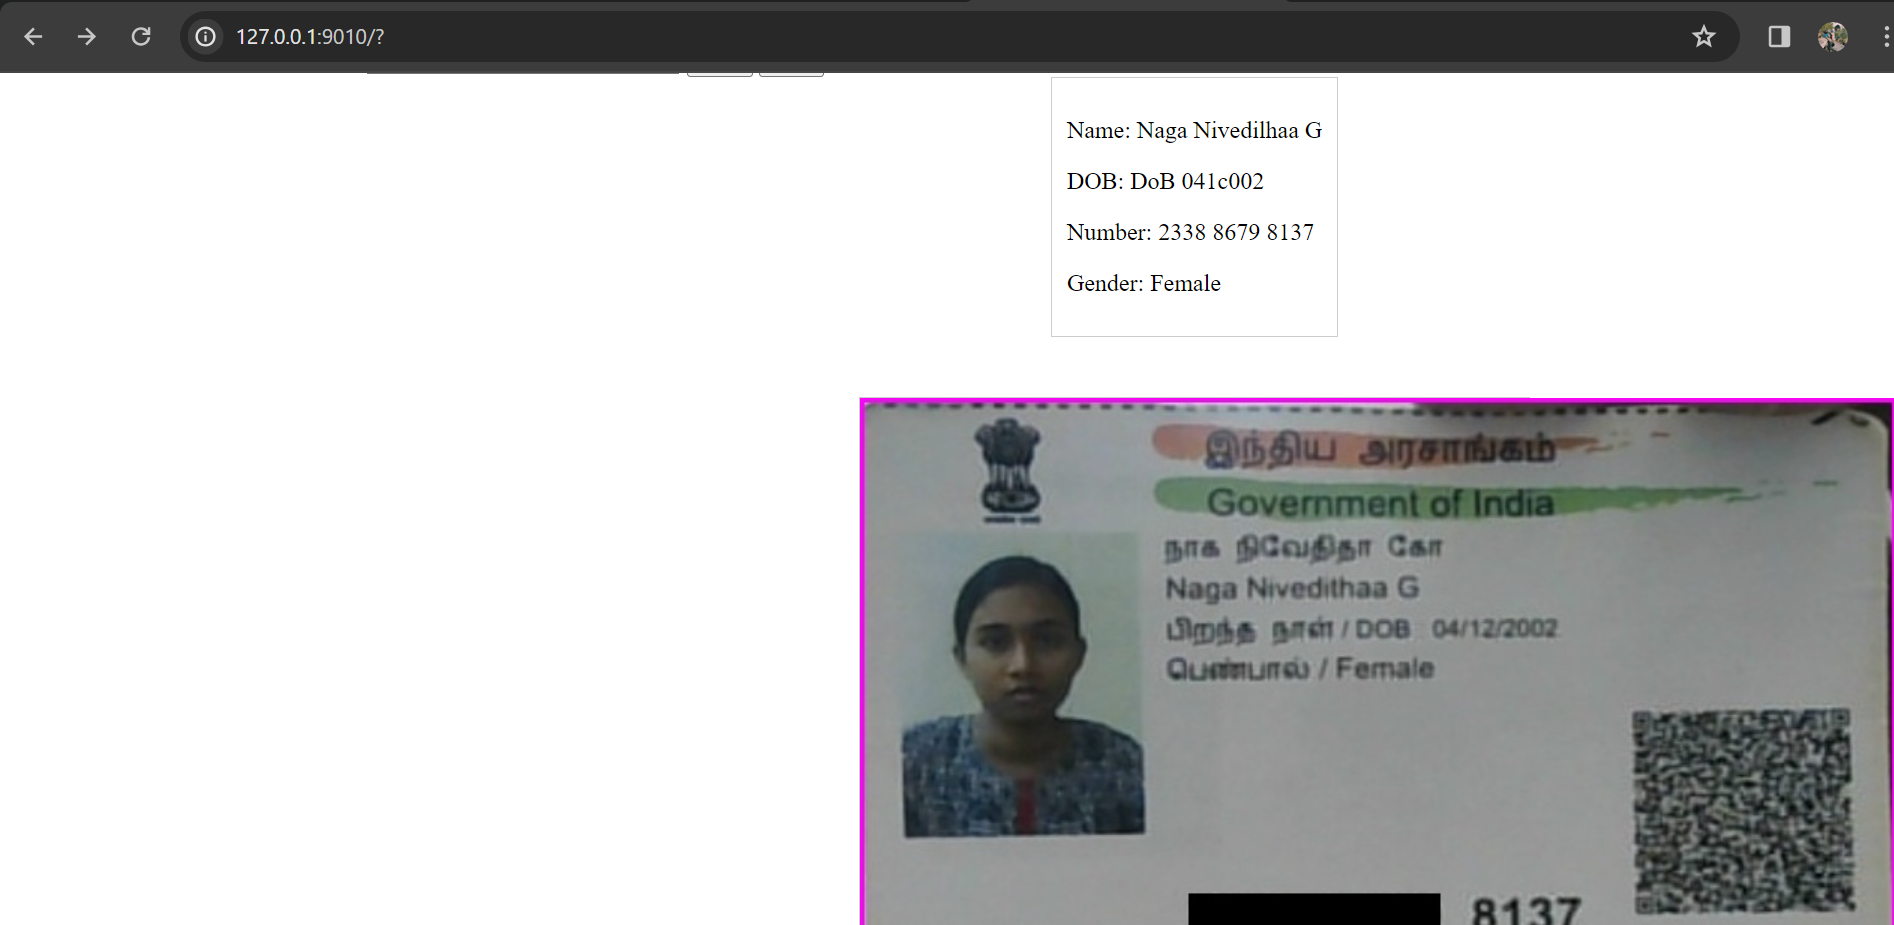 127.0.0.1:9010/?
Name: Naga Nivedilhaa G
DOB: DoB 041c002
Number: 2338 8679 8137
Gender: Female
இந்திய அரசாங்கம்
Government of India
நாக நிவேதிதா கோ
Naga Nivedithaa G
பிறந்த நாள் / DOB 04/12/2002
பெண்பால் / Female
8137